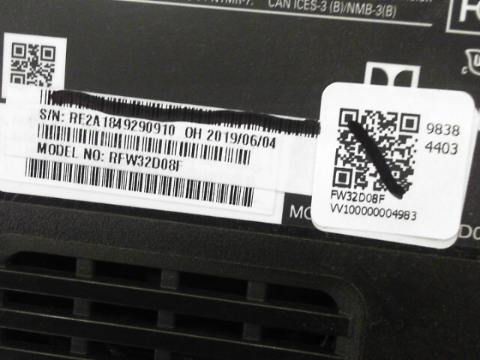 CAN ICES-3 (B)/NMB-3(B)
S/N: RE2A1849290910 OH 2019/06/04
MODEL NO: RFW32D08F
9838
4403
FW32D08F
VV100000004983